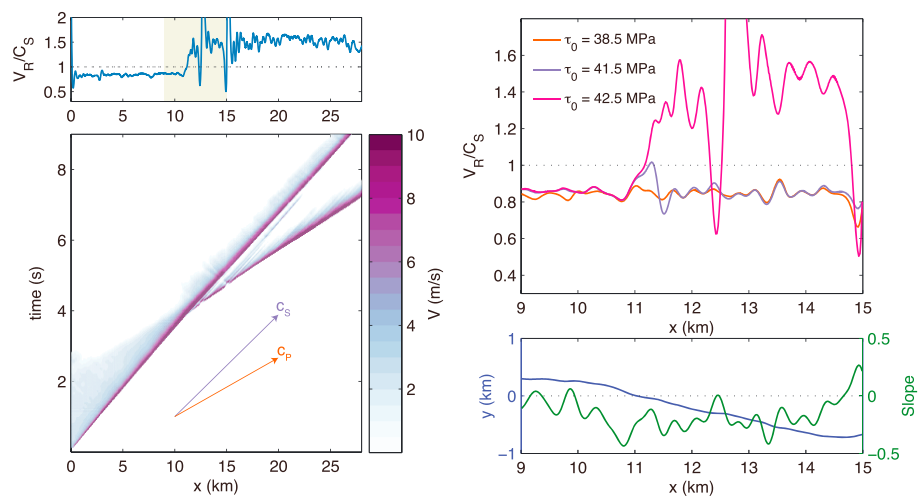 V_R/C_S
2
1.5
1
0.5
0 5 10 15 20 25
time (s)
8
6
4
2
C_S
C_P
0 5 10 15 20 25
x (km)
10
8
6
4
2
V (m/s)
V_R/C_S
1.8
1.6
1.4
1.2
1
0.8
0.6
0.4
τ_0 = 38.5 MPa
τ_0 = 41.5 MPa
τ_0 = 42.5 MPa
9 10 11 12 13 14 15
x (km)
y (km)
1
0
−1
0.5
0
−0.5
Slope
9 10 11 12 13 14 15
x (km)